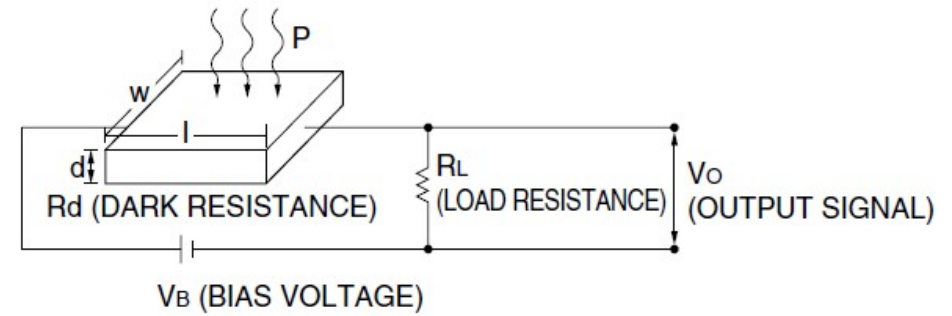 P
w
l
d
Rd (DARK RESISTANCE)
RL
(LOAD RESISTANCE)
VO
(OUTPUT SIGNAL)
VB (BIAS VOLTAGE)